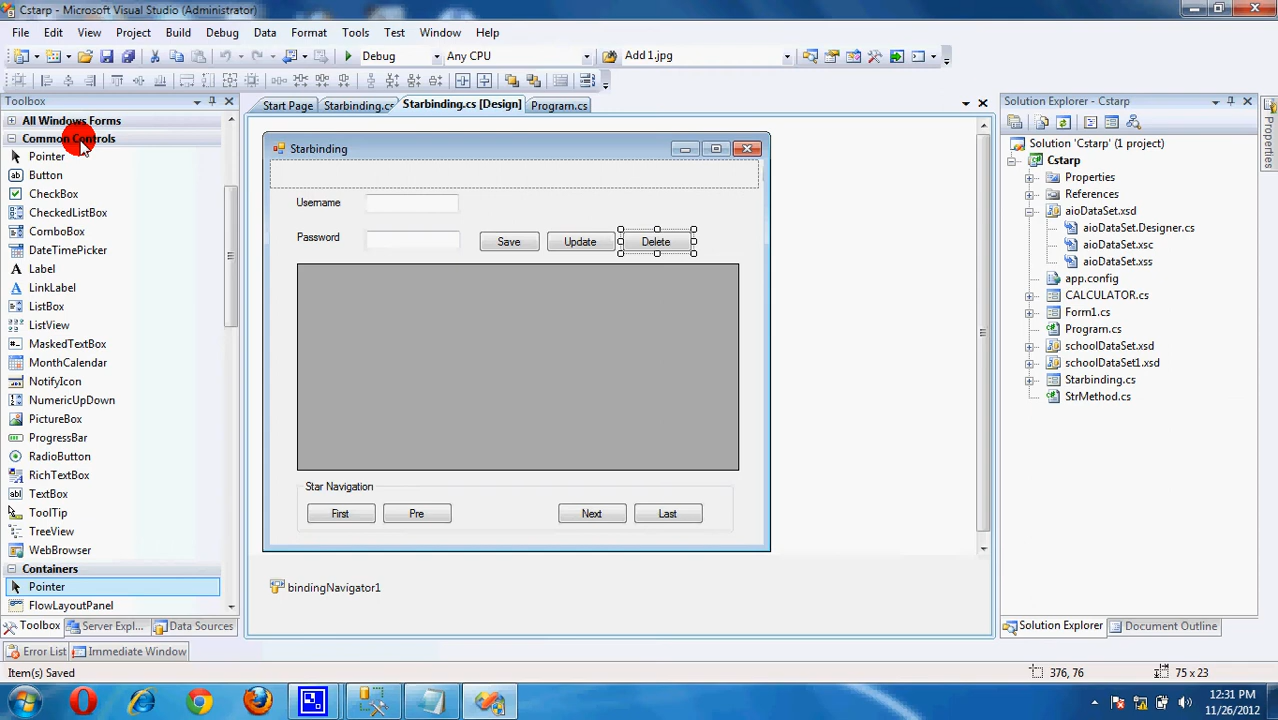 Cstarp - Microsoft Visual Studio (Administrator)
File Edit View Project Build Debug Data Format Tools Test Window Help
Debug Any CPU Add 1.jpg
Toolbox
All Windows Forms
Common Controls
Pointer
Button
CheckBox
CheckedListBox
ComboBox
DateTimePicker
Label
LinkLabel
ListBox
ListView
MaskedTextBox
MonthCalendar
NotifyIcon
NumericUpDown
PictureBox
ProgressBar
RadioButton
RichTextBox
TextBox
ToolTip
TreeView
WebBrowser
Containers
Pointer
FlowLayoutPanel
Toolbox Server Expl... Data Sources
Start Page Starbinding.cs Starbinding.cs [Design] Program.cs
Starbinding
Username
Password Save Update Delete
Star Navigation
First Pre Next Last
bindingNavigator1
Solution Explorer - Cstarp
Solution 'Cstarp' (1 project)
Cstarp
Properties
References
aioDataSet.xsd
aioDataSet.Designer.cs
aioDataSet.xsc
aioDataSet.xss
app.config
CALCULATOR.cs
Form1.cs
Program.cs
schoolDataSet.xsd
schoolDataSet1.xsd
Starbinding.cs
StrMethod.cs
Solution Explorer Document Outline
Properties
Error List Immediate Window
Item(s) Saved 376, 76 75 x 23
12:31 PM
11/26/2012